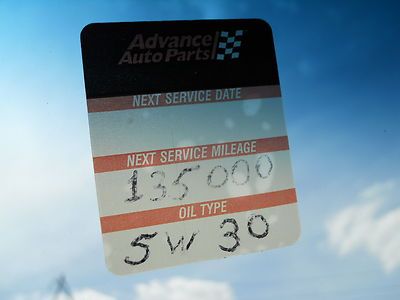 Advance
Auto Parts
NEXT SERVICE DATE
NEXT SERVICE MILEAGE
135000
OIL TYPE
5W 30